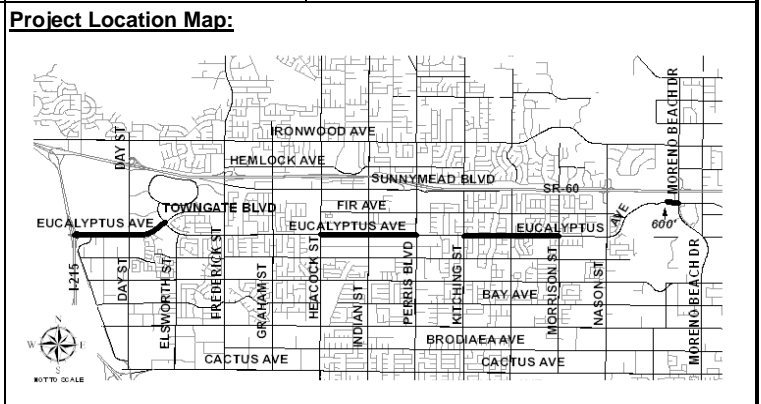 Project Location Map:
MORENO BEACH DR
IRONWOOD AVE
DAY ST
HEMLOCK AVE
SUNNYMEAD BLVD
SR-60
TOWNGATE BLVD
FIR AVE
EUCALYPTUS AVE
EUCALYPTUS AVE
EUCALYPTUS AVE
600'
I-215
DAY ST
ELSWORTH ST
FREDERICK ST
GRAHAM ST
HEACOCK ST
INDIAN ST
PERRIS BLVD
KITCHING ST
MORRISON ST
NASON ST
MORENO BEACH DR
BAY AVE
BRODIAEA AVE
CACTUS AVE
CACTUS AVE
N
W
E
S
NOT TO SCALE